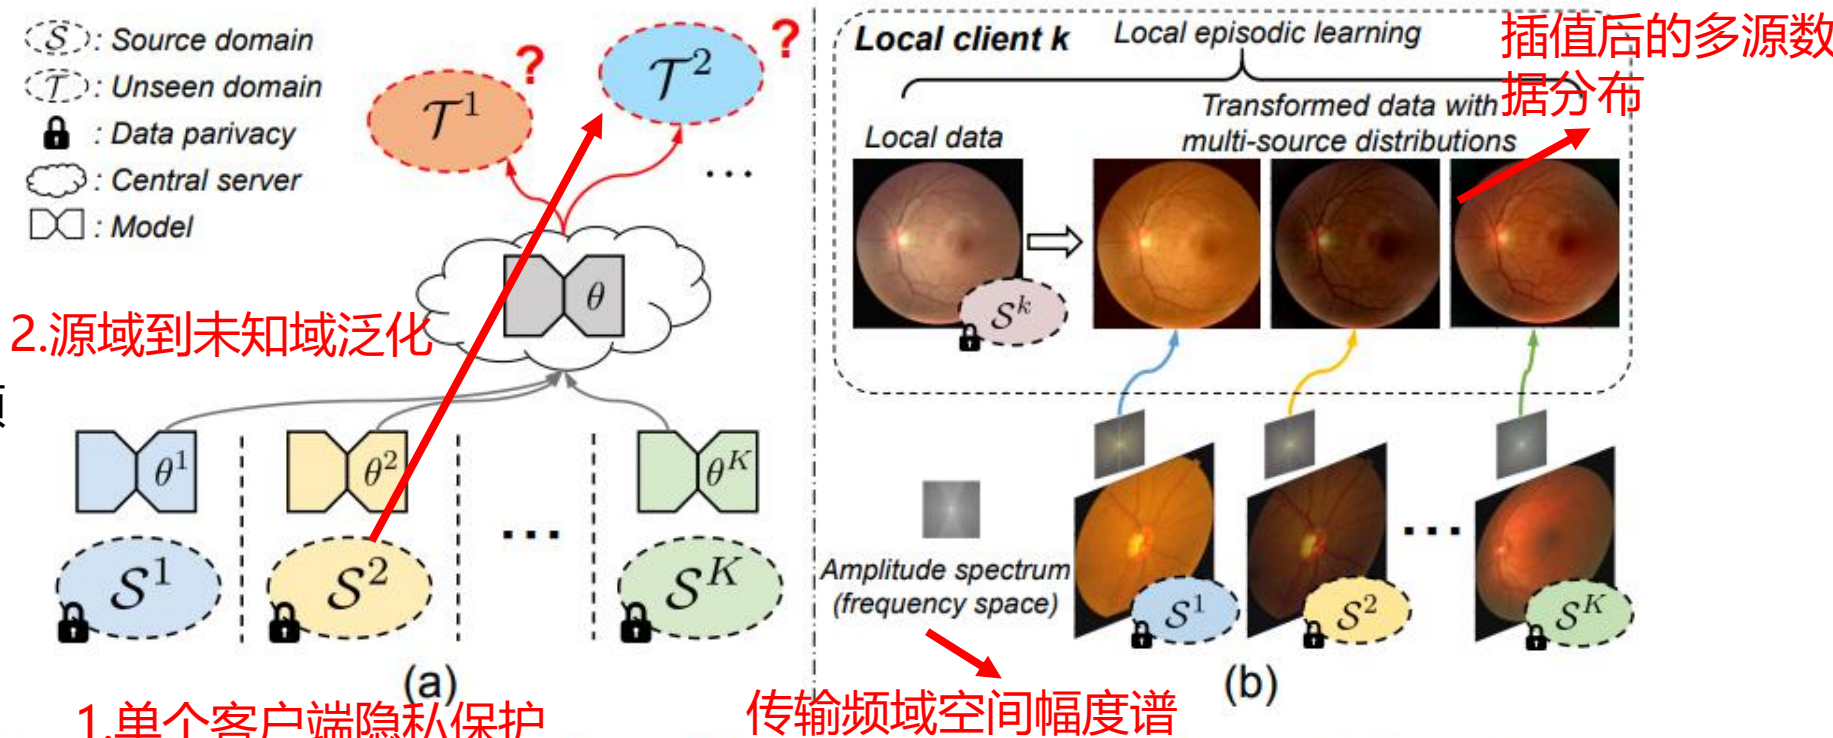 S : Source domain
T : Unseen domain
: Data parivacy
: Central server
: Model
T¹ ?
T² ?
...
θ
2.源域到未知域泛化
θ¹
θ²
θᴷ
S¹
S²
...
Sᴷ
(a)
1.单个客户端隐私保护
Local client k
Local episodic learning
插值后的多源数
据分布
Local data
Transformed data with
multi-source distributions
Sᵏ
Amplitude spectrum
(frequency space)
S¹
S²
...
Sᴷ
(b)
传输频域空间幅度谱